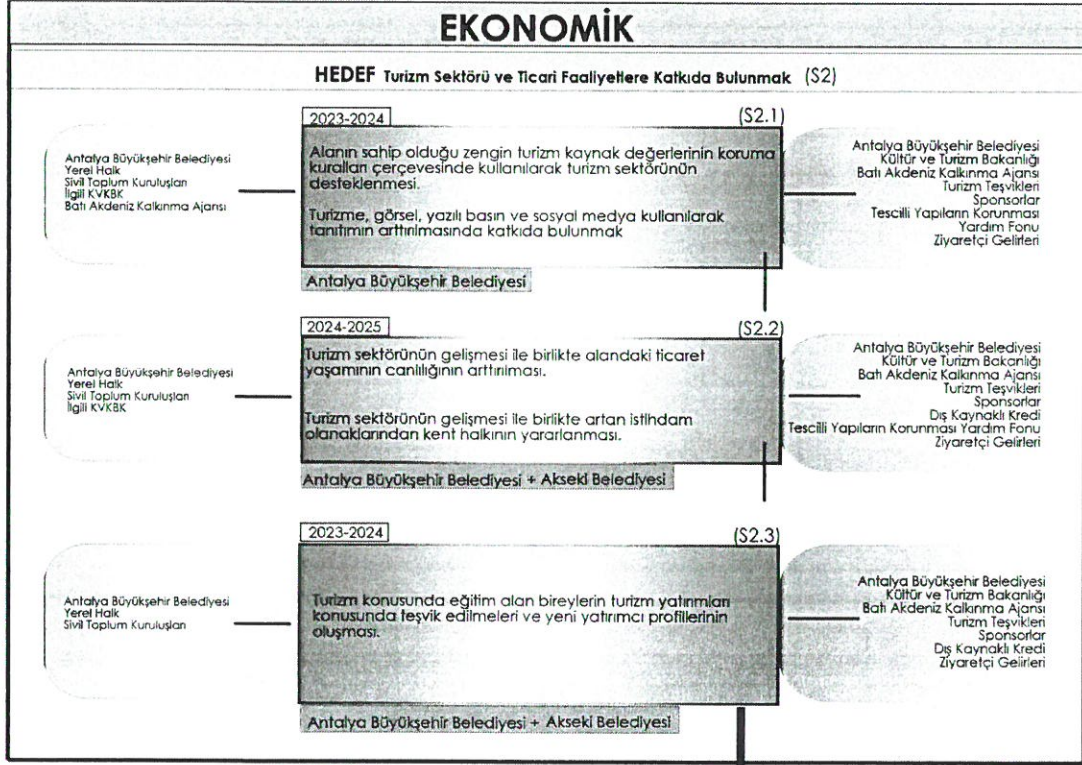 EKONOMİK
HEDEF Turizm Sektörü ve Ticari Faaliyetlere Katkıda Bulunmak (S2)
2023-2024
(S2.1)
Antalya Büyükşehir Belediyesi
Yerel Halk
Sivil Toplum Kuruluşları
İlgili KVKBK
Batı Akdeniz Kalkınma Ajansı
Alanın sahip olduğu zengin turizm kaynak değerlerinin koruma
kuralları çerçevesinde kullanılarak turizm sektörünün
desteklenmesi.
Turizme, görsel, yazılı basın ve sosyal medya kullanılarak
tanıtımın arttırılmasında katkıda bulunmak
Antalya Büyükşehir Belediyesi
Antalya Büyükşehir Belediyesi
Kültür ve Turizm Bakanlığı
Batı Akdeniz Kalkınma Ajansı
Turizm Teşvikleri
Sponsorlar
Tescilli Yapıların Korunması
Yardım Fonu
Ziyaretçi Gelirleri
2024-2025
(S2.2)
Antalya Büyükşehir Belediyesi
Yerel Halk
Sivil Toplum Kuruluşları
İlgili KVKBK
Turizm sektörünün gelişmesi ile birlikte alandaki ticaret
yaşamının canlılığının arttırılması.
Turizm sektörünün gelişmesi ile birlikte artan istihdam
olanaklarından kent halkının yararlanması.
Antalya Büyükşehir Belediyesi + Akseki Belediyesi
Antalya Büyükşehir Belediyesi
Kültür ve Turizm Bakanlığı
Batı Akdeniz Kalkınma Ajansı
Turizm Teşvikleri
Sponsorlar
Dış Kaynaklı Kredi
Tescilli Yapıların Korunması Yardım Fonu
Ziyaretçi Gelirleri
2023-2024
(S2.3)
Antalya Büyükşehir Belediyesi
Yerel Halk
Sivil Toplum Kuruluşları
Turizm konusunda eğitim alan bireylerin turizm yatırımları
konusunda teşvik edilmeleri ve yeni yatırımcı profillerinin
oluşması.
Antalya Büyükşehir Belediyesi + Akseki Belediyesi
Antalya Büyükşehir Belediyesi
Kültür ve Turizm Bakanlığı
Batı Akdeniz Kalkınma Ajansı
Turizm Teşvikleri
Sponsorlar
Dış Kaynaklı Kredi
Ziyaretçi Gelirleri